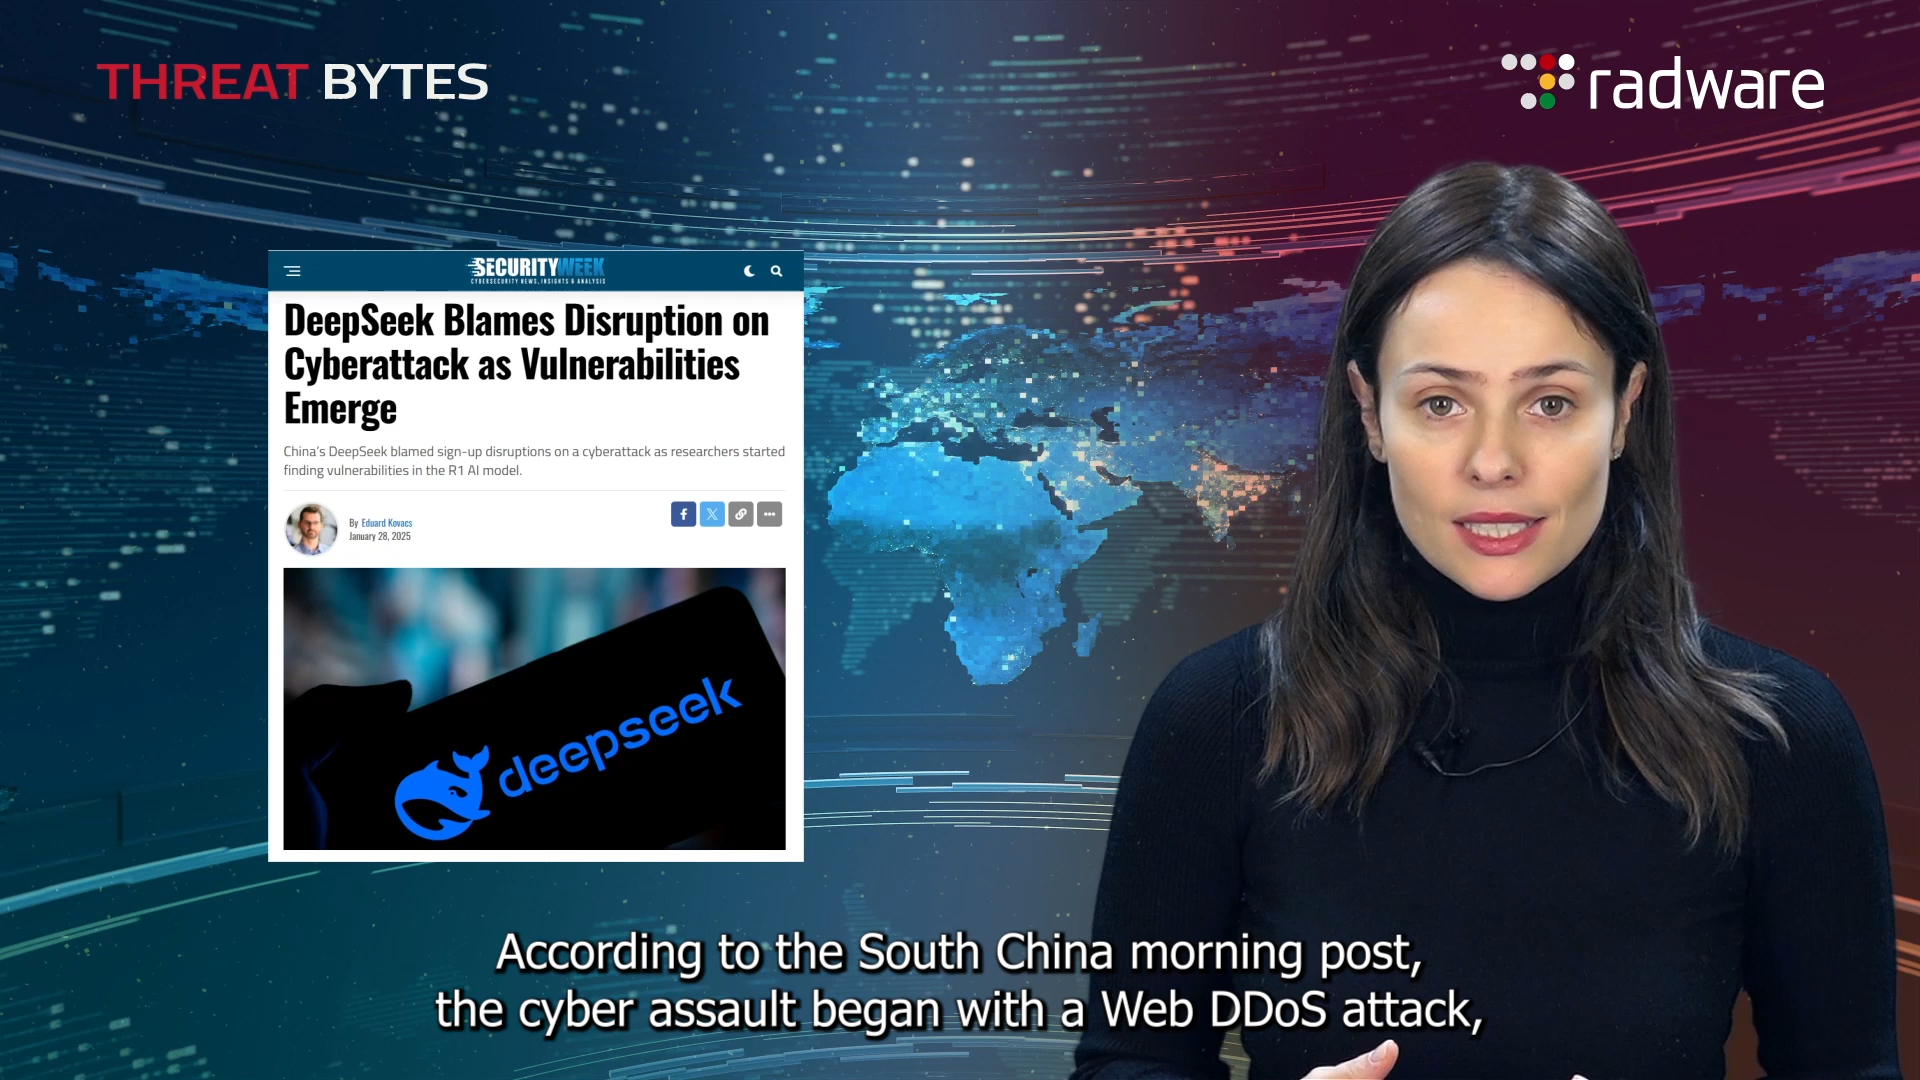 THREAT BYTES
radware
SECURITYWEEK
CYBERSECURITY NEWS, INSIGHTS & ANALYSIS
DeepSeek Blames Disruption on
Cyberattack as Vulnerabilities
Emerge
China's DeepSeek blamed sign-up disruptions on a cyberattack as researchers started
finding vulnerabilities in the R1 AI model.
By Eduard Kovacs
January 28, 2025
deepseek
According to the South China morning post,
the cyber assault began with a Web DDoS attack,